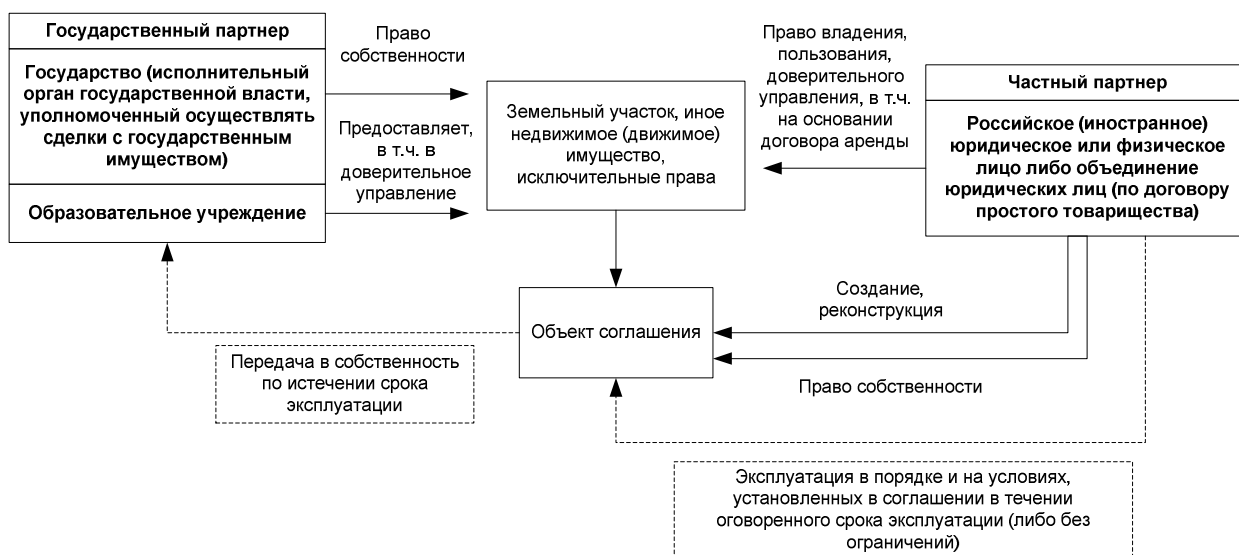 Государственный партнер
Государство (исполнительный
орган государственной власти,
уполномоченный осуществлять
сделки с государственным
имуществом)
Образовательное учреждение
Право
собственности
Предоставляет,
в т.ч. в
доверительное
управление
Земельный участок, иное
недвижимое (движимое)
имущество,
исключительные права
Право владения,
пользования,
доверительного
управления, в т.ч.
на основании
договора аренды
Частный партнер
Российское (иностранное)
юридическое или физическое
лицо либо объединение
юридических лиц (по договору
простого товарищества)
Объект соглашения
Создание,
реконструкция
Право собственности
Передача в собственность
по истечении срока
эксплуатации
Эксплуатация в порядке и на условиях,
установленных в соглашении в течении
оговоренного срока эксплуатации (либо без
ограничений)